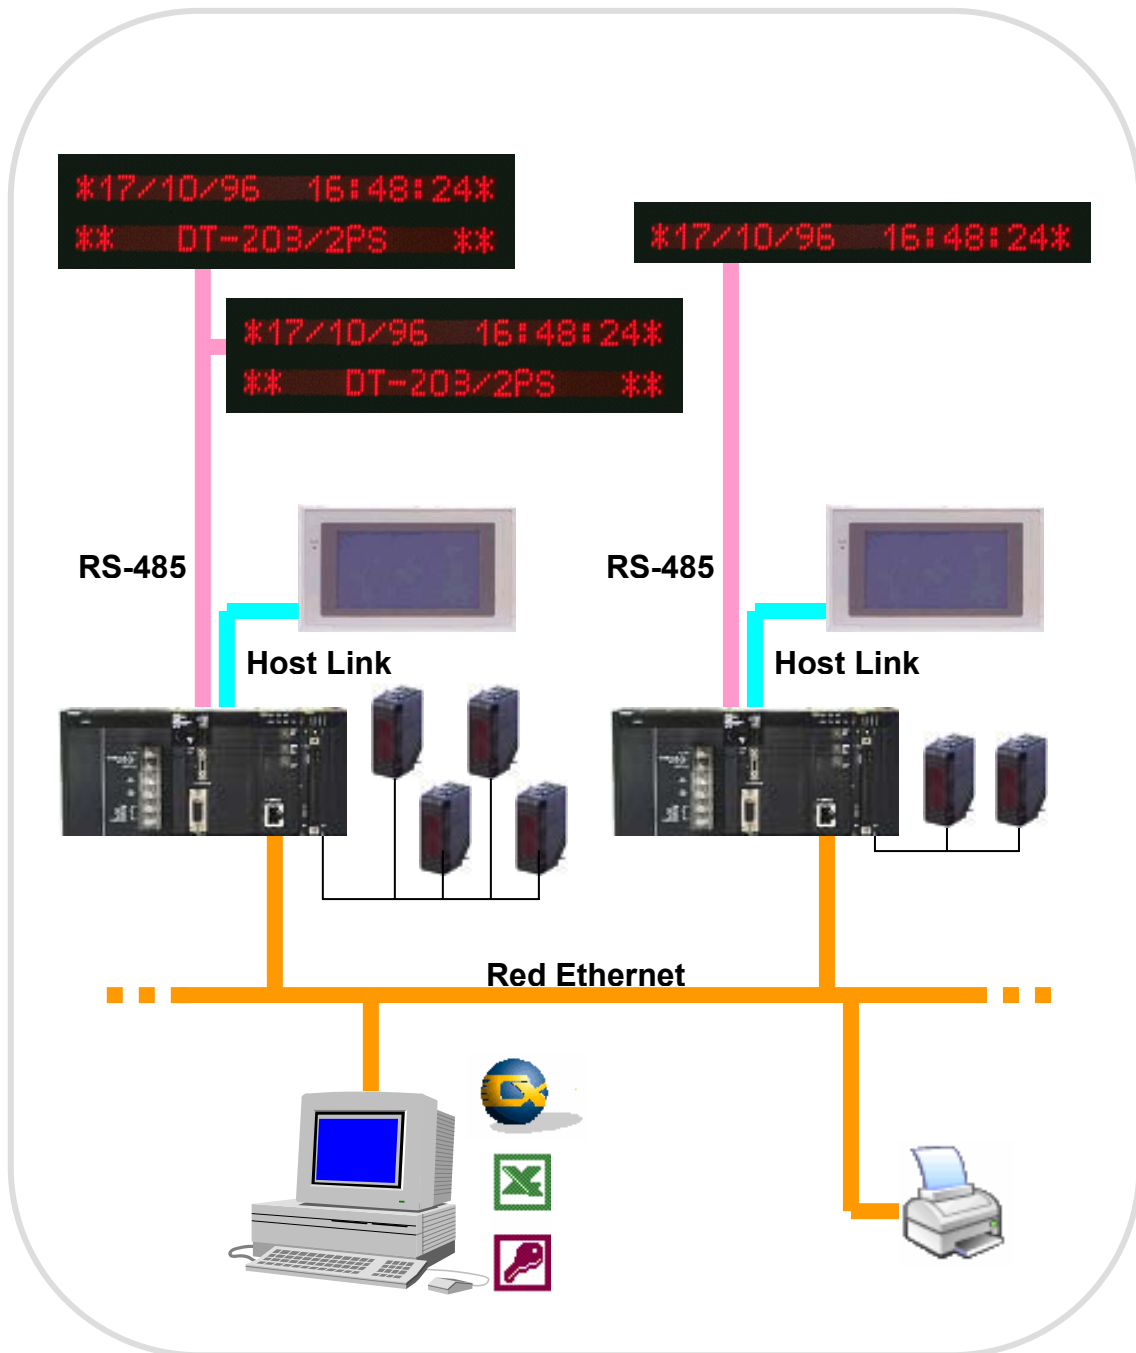 *17/10/96 16:48:24*
** DT-203/2PS **
*17/10/96 16:48:24*
*17/10/96 16:48:24*
** DT-203/2PS **
RS-485
RS-485
Host Link
Host Link
Red Ethernet